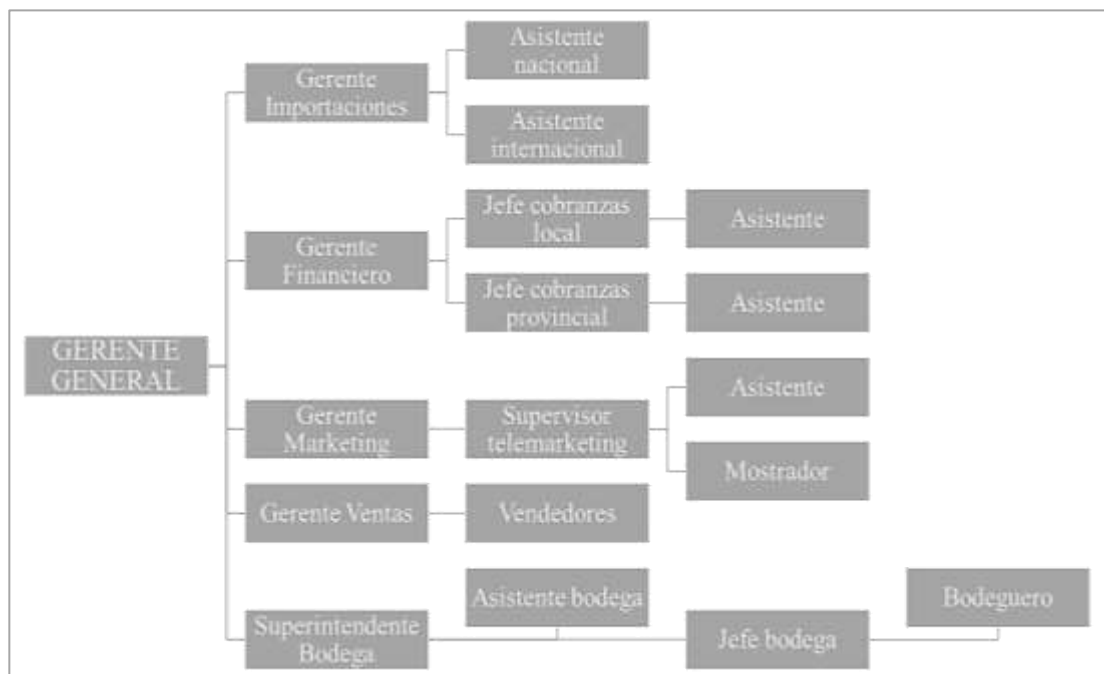 Asistente
nacional
Gerente
Importaciones
Asistente
internacional
Jefe cobranzas
local
Asistente
Gerente
Financiero
Jefe cobranzas
provincial
Asistente
GERENTE
GENERAL
Asistente
Gerente
Marketing
Supervisor
telemarketing
Mostrador
Gerente Ventas
Vendedores
Asistente bodega
Bodeguero
Superintendente
Bodega
Jefe bodega